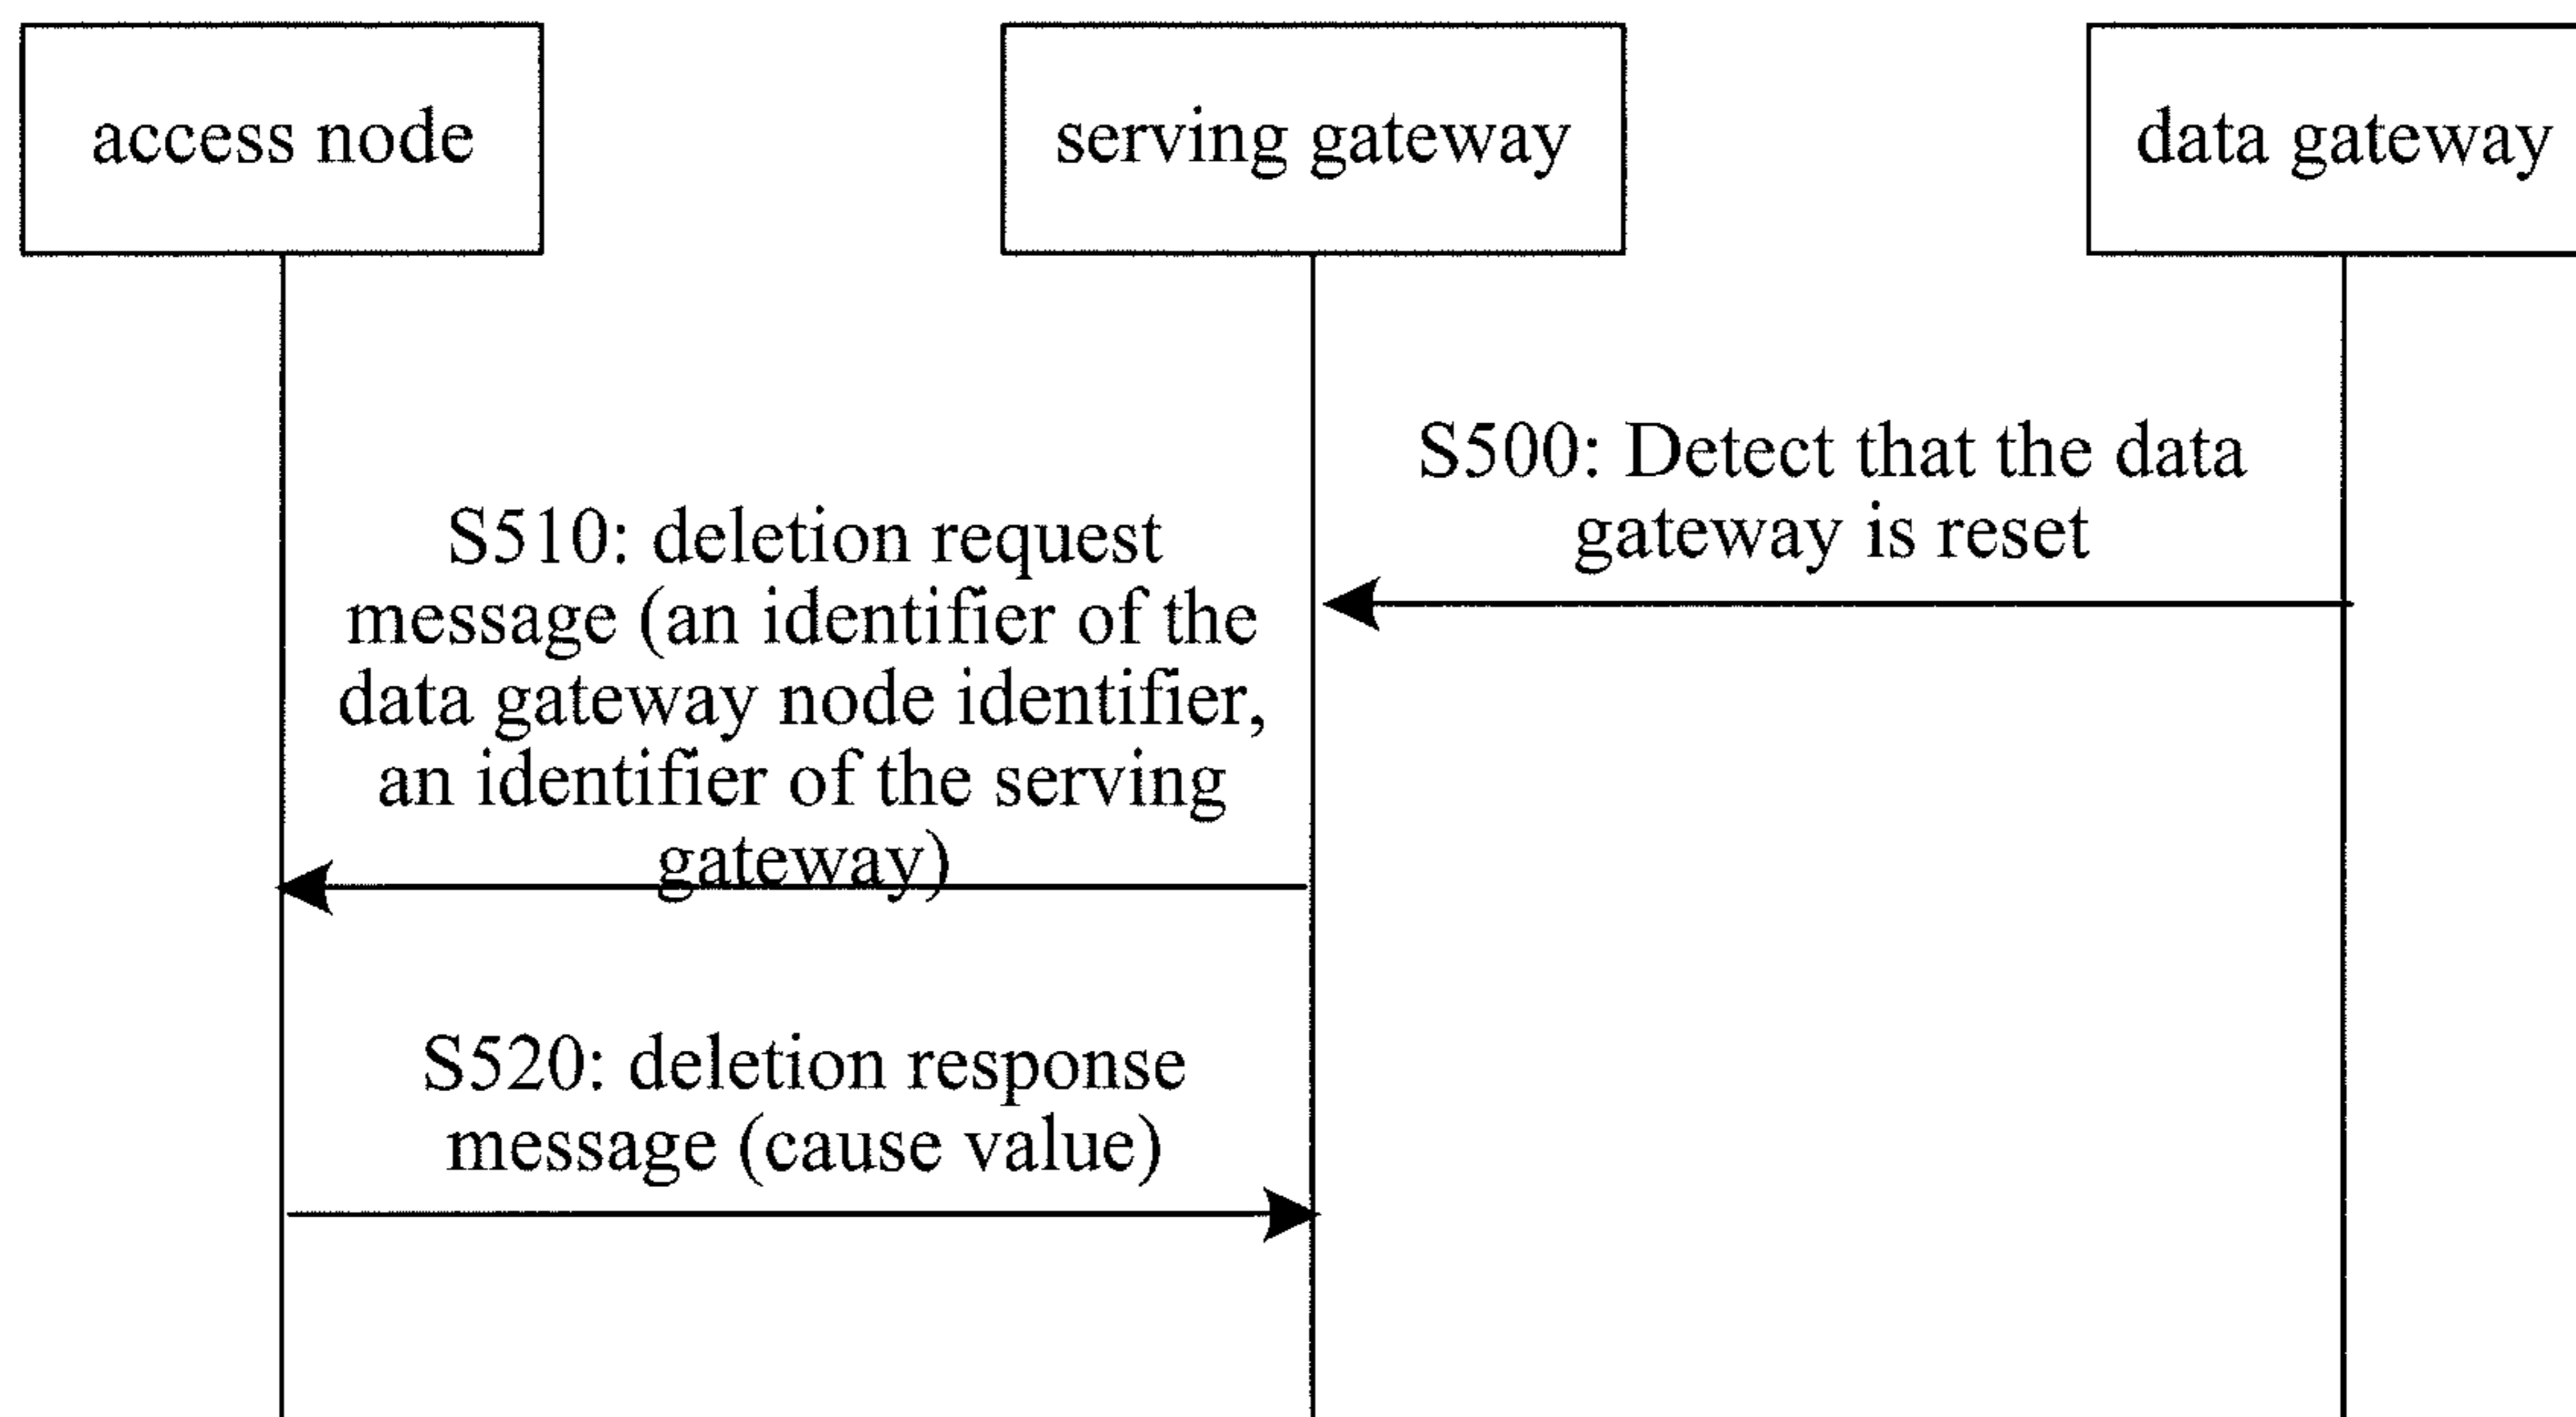 access node
serving gateway
data gateway
S500: Detect that the data
gateway is reset
S510: deletion request
message (an identifier of the
data gateway node identifier,
an identifier of the serving
gateway)
S520: deletion response
message (cause value)